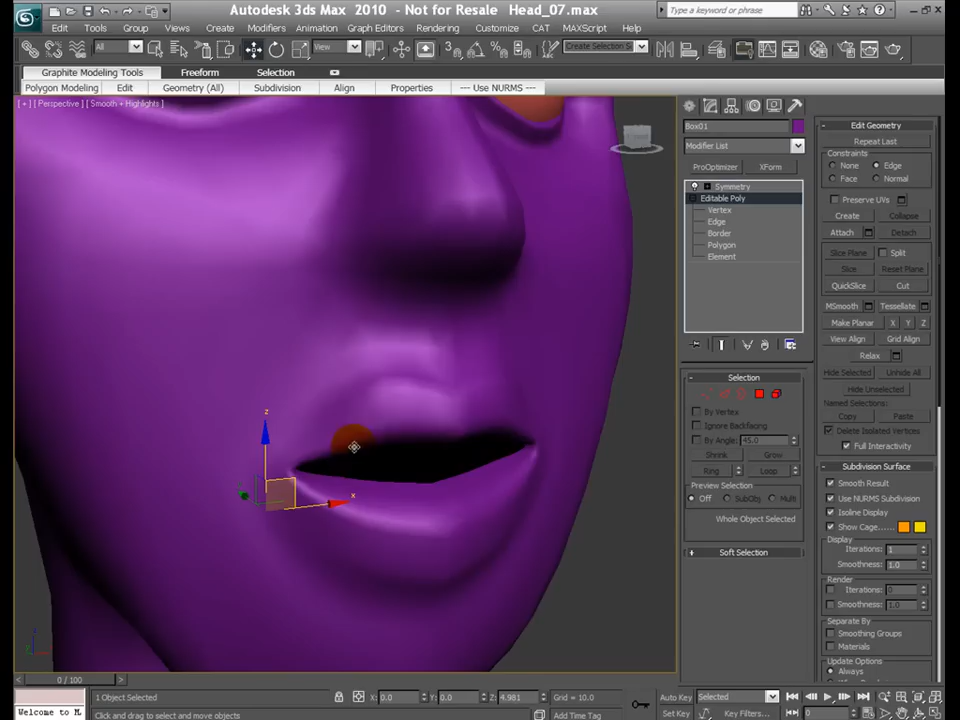 Autodesk 3ds Max 2010 - Not for Resale Head_07.max
Type a keyword or phrase
Edit Tools Group Views Create Modifiers Animation Graph Editors Rendering Customize CAT MAXScript Help
All View Create Selection S
Graphite Modeling Tools Freeform Selection
Polygon Modeling Edit Geometry (All) Subdivision Align Properties -- Use NURMS --
[ + ] [ Perspective ] [ Smooth + Highlights ]
Box01
Modifier List
ProOptimizer XForm
Symmetry
Editable Poly
Vertex
Edge
Border
Polygon
Element
Selection
By Vertex
Ignore Backfacing
By Angle: 45.0
Shrink Grow
Ring Loop
Preview Selection
Off SubObj Multi
Whole Object Selected
Soft Selection
Edit Geometry
Repeat Last
Constraints
None Edge
Face Normal
Preserve UVs
Create Collapse
Attach Detach
Slice Plane Split
Slice Reset Plane
QuickSlice Cut
MSmooth Tessellate
Make Planar X Y Z
View Align Grid Align
Relax
Hide Selected Unhide All
Hide Unselected
Named Selections:
Copy Paste
Delete Isolated Vertices
Full Interactivity
Subdivision Surface
Smooth Result
Use NURMS Subdivision
Isoline Display
Show Cage......
Display
Iterations: 1
Smoothness: 1.0
Render
Iterations: 0
Smoothness: 1.0
Separate By
Smoothing Groups
Materials
Update Options
Always
z
x
0 / 100
1 Object Selected X: 0.0 Y: 0.0 Z: 4.981 Grid = 10.0 Auto Key Selected
Welcome to M Click and drag to select and move objects Add Time Tag Set Key Key Filters... 0